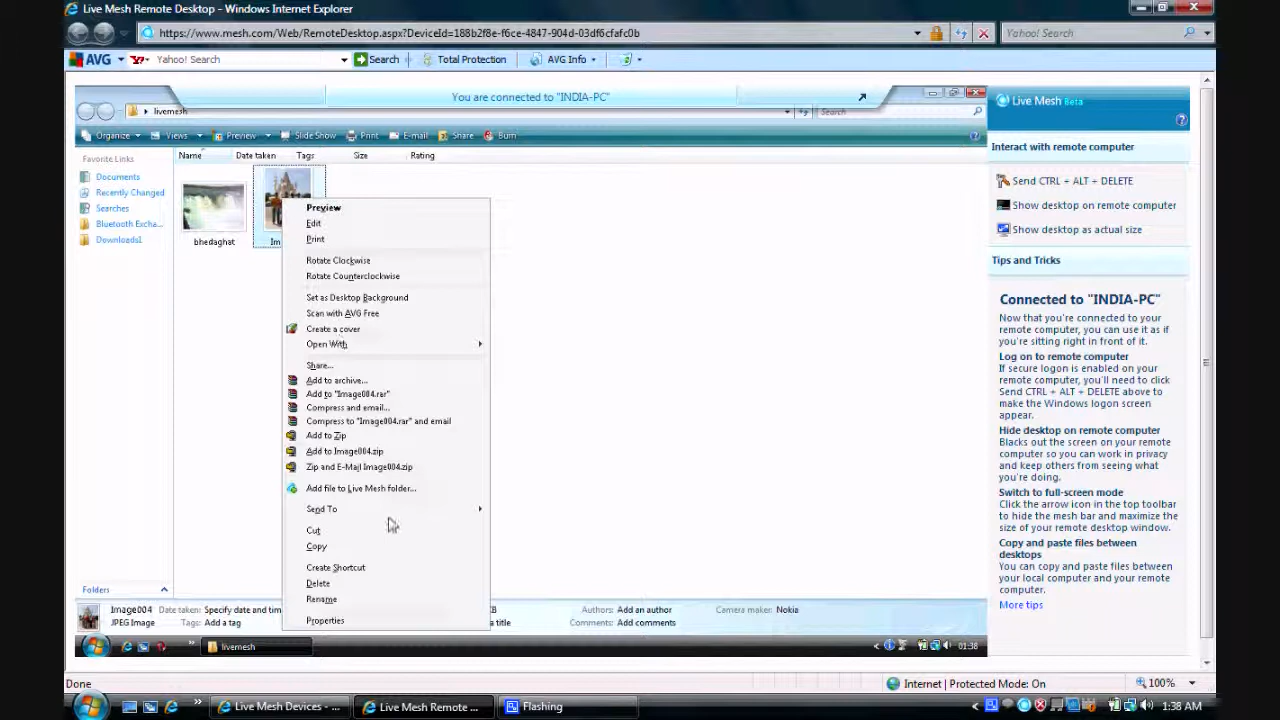 Live Mesh Remote Desktop - Windows Internet Explorer
https://www.mesh.com/Web/RemoteDesktop.aspx?DeviceId=188b2f8e-f6ce-4847-904d-03df6cfafc0b
Yahoo! Search
AVG
Yahoo! Search
Search
Total Protection
AVG Info
You are connected to "INDIA-PC"
livemesh
Search
Organize
Views
Preview
Slide Show
Print
E-mail
Share
Burn
Favorite Links
Documents
Recently Changed
Searches
Bluetooth Excha...
Downloads1
Folders
Name
Date taken
Tags
Size
Rating
bhedaghat
Preview
Edit
Print
Rotate Clockwise
Rotate Counterclockwise
Set as Desktop Background
Scan with AVG Free
Create a cover
Open With
Share...
Add to archive...
Add to "Image004.rar"
Compress and email...
Compress to "Image004.rar" and email
Add to Zip
Add to Image004.zip
Zip and E-Mail Image004.zip
Add file to Live Mesh folder...
Send To
Cut
Copy
Create Shortcut
Delete
Rename
Properties
Image004 Date taken: Specify date and tim
JPEG Image Tags: Add a tag
Authors: Add an author
Comments: Add comments
Camera maker: Nokia
livemesh
01:38
Live Mesh Beta
Interact with remote computer
Send CTRL + ALT + DELETE
Show desktop on remote computer
Show desktop as actual size
Tips and Tricks
Connected to "INDIA-PC"
Now that you're connected to your
remote computer, you can use it as if
you're sitting right in front of it.
Log on to remote computer
If secure logon is enabled on your
remote computer, you'll need to click
Send CTRL + ALT + DELETE above to
make the Windows logon screen
appear.
Hide desktop on remote computer
Blacks out the screen on your remote
computer so you can work in privacy
and keep others from seeing what
you're doing.
Switch to full-screen mode
Click the arrow icon in the top toolbar
to hide the mesh bar and maximize the
size of your remote desktop window.
Copy and paste files between
desktops
You can copy and paste files between
your local computer and your remote
computer.
More tips
Done
Internet | Protected Mode: On
100%
Live Mesh Devices - ...
Live Mesh Remote ...
Flashing
1:38 AM